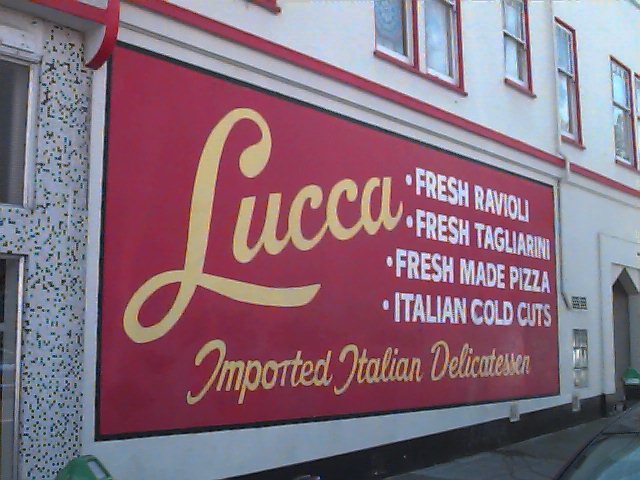 Lucca
• FRESH RAVIOLI
• FRESH TAGLIARINI
• FRESH MADE PIZZA
• ITALIAN COLD CUTS
Imported Italian Delicatessen